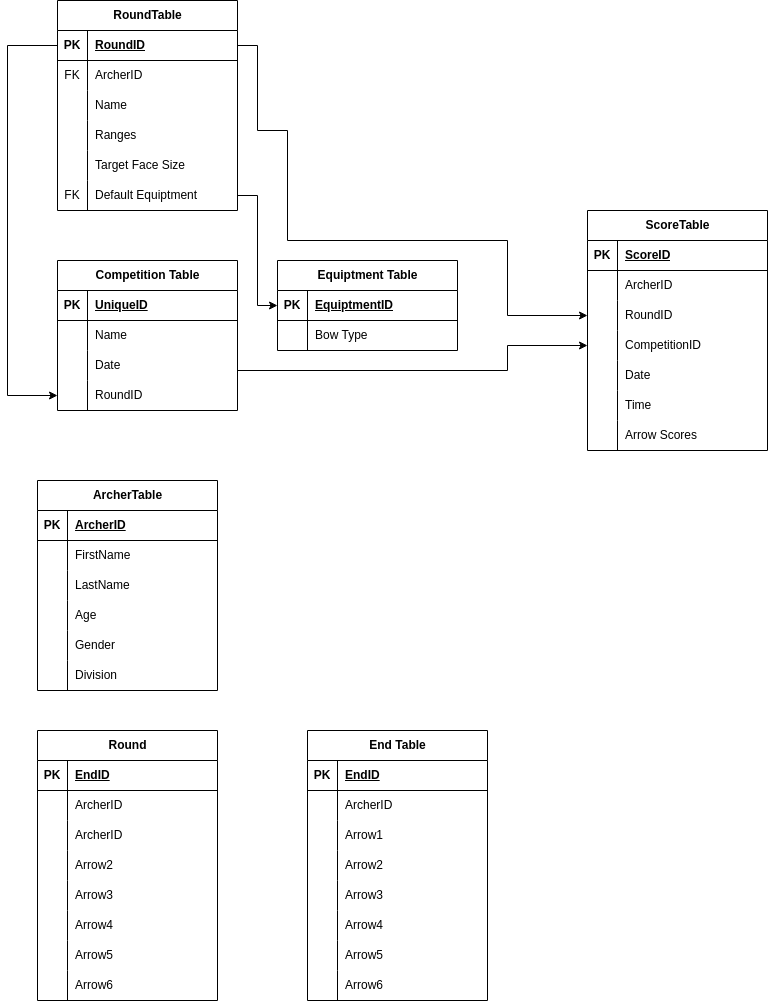 RoundTable
PK RoundID
FK ArcherID
Name
Ranges
Target Face Size
FK Default Equiptment
Competition Table
PK UniqueID
Name
Date
RoundID
Equiptment Table
PK EquiptmentID
Bow Type
ScoreTable
PK ScoreID
ArcherID
RoundID
CompetitionID
Date
Time
Arrow Scores
ArcherTable
PK ArcherID
FirstName
LastName
Age
Gender
Division
Round
PK EndID
ArcherID
ArcherID
Arrow2
Arrow3
Arrow4
Arrow5
Arrow6
End Table
PK EndID
ArcherID
Arrow1
Arrow2
Arrow3
Arrow4
Arrow5
Arrow6